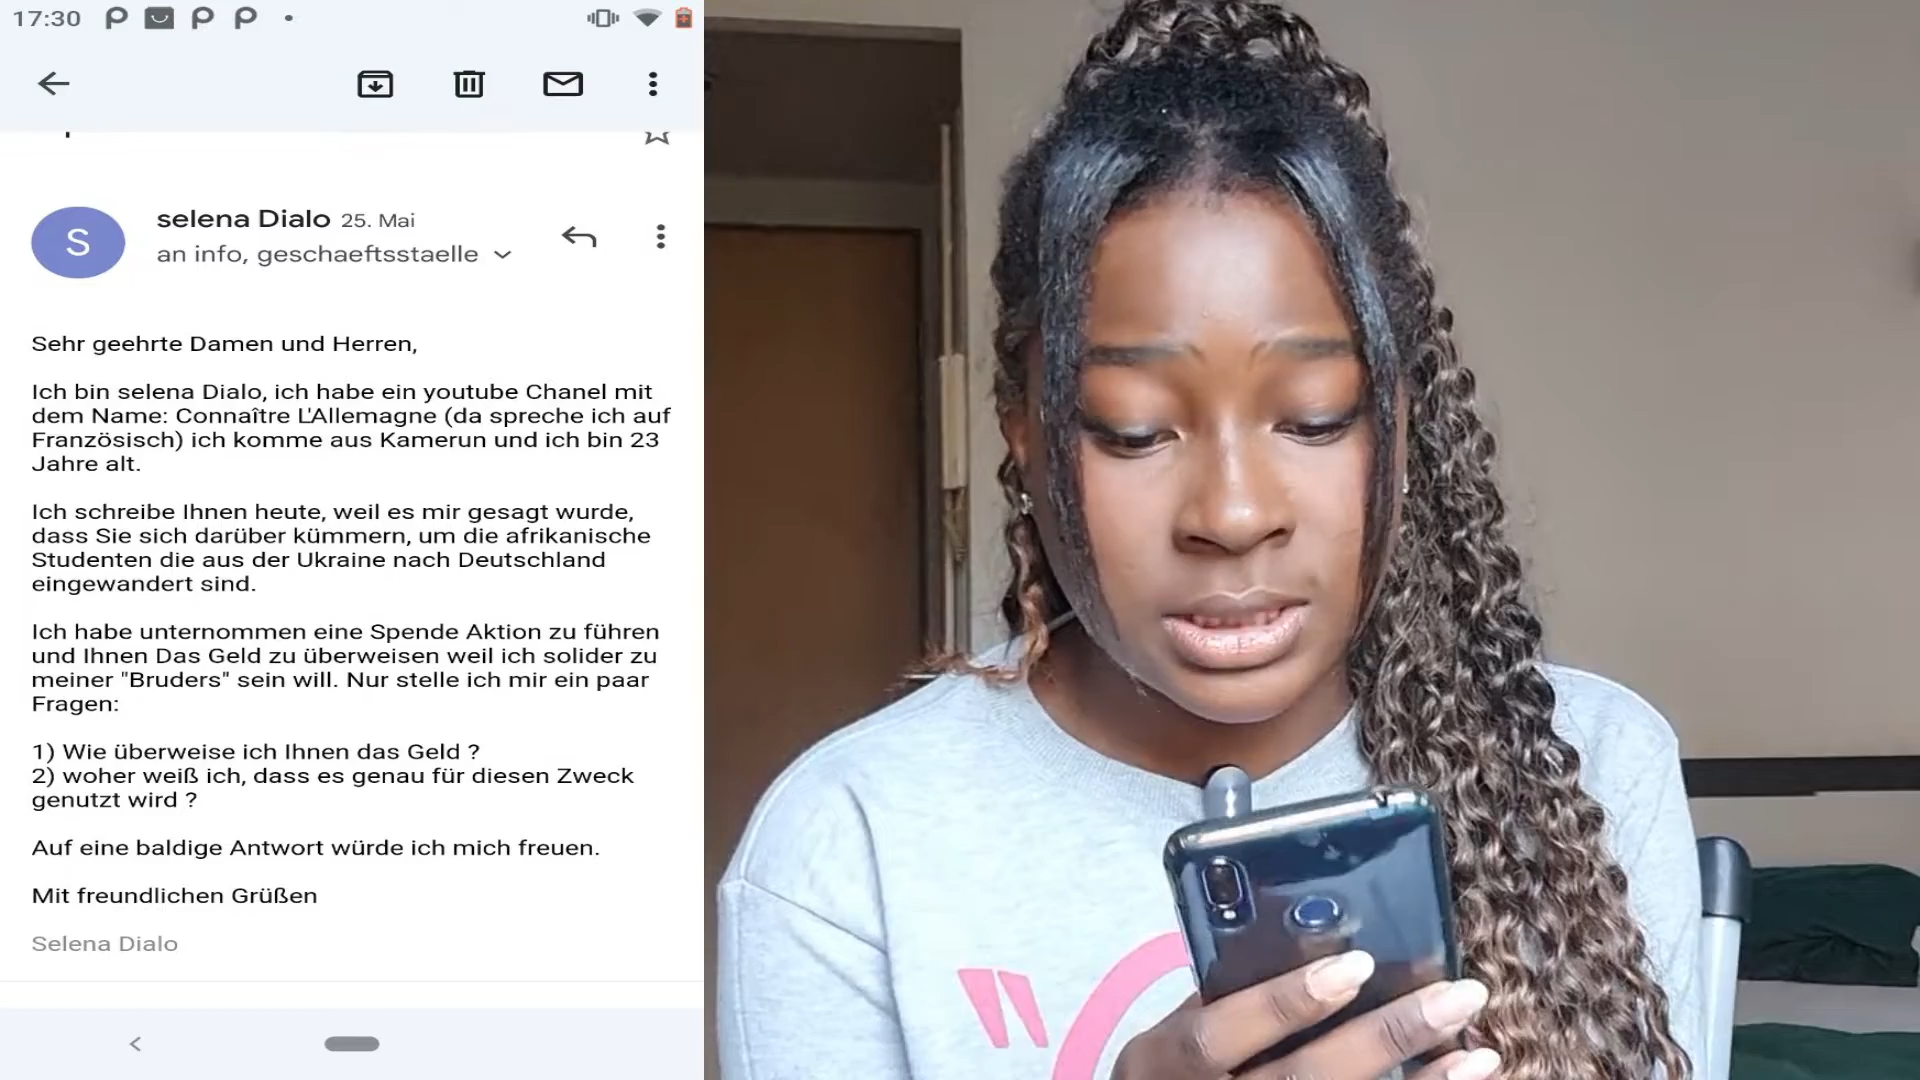 17:30
selena Dialo 25. Mai
an info, geschaeftsstaelle
S
Sehr geehrte Damen und Herren,
Ich bin selena Dialo, ich habe ein youtube Chanel mit
dem Name: Connaître L'Allemagne (da spreche ich auf
Französisch) ich komme aus Kamerun und ich bin 23
Jahre alt.
Ich schreibe Ihnen heute, weil es mir gesagt wurde,
dass Sie sich darüber kümmern, um die afrikanische
Studenten die aus der Ukraine nach Deutschland
eingewandert sind.
Ich habe unternommen eine Spende Aktion zu führen
und Ihnen Das Geld zu überweisen weil ich solider zu
meiner "Bruders" sein will. Nur stelle ich mir ein paar
Fragen:
1) Wie überweise ich Ihnen das Geld ?
2) woher weiß ich, dass es genau für diesen Zweck
genutzt wird ?
Auf eine baldige Antwort würde ich mich freuen.
Mit freundlichen Grüßen
Selena Dialo